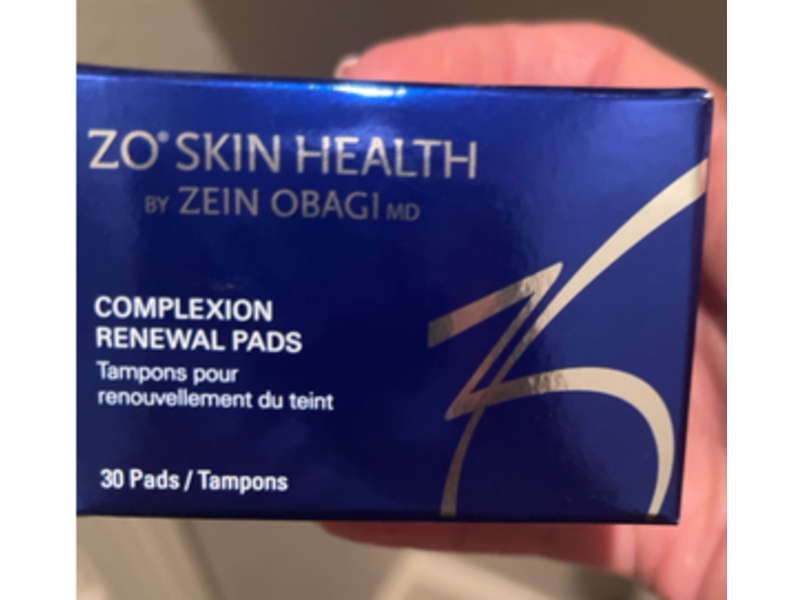 ZO® SKIN HEALTH
BY ZEIN OBAGI MD
COMPLEXION
RENEWAL PADS
Tampons pour
renouvellement du teint
30 Pads / Tampons